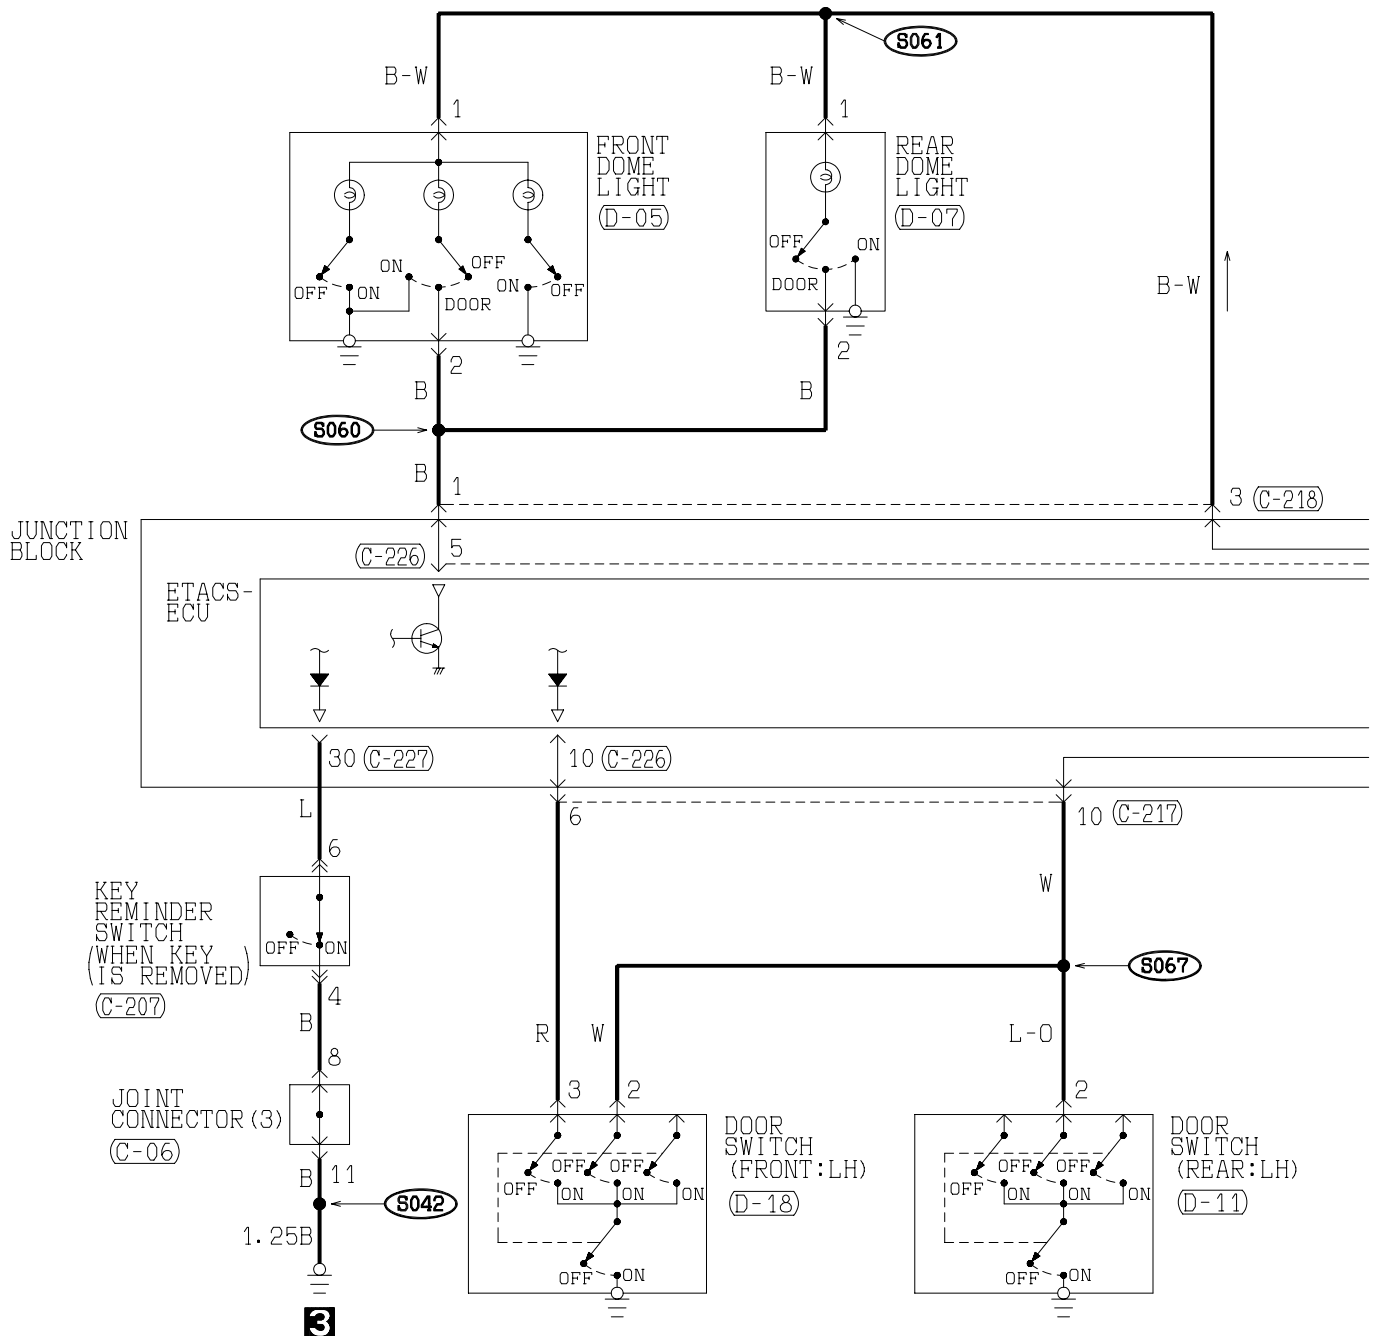 S061
B-W
B-W
1
1
FRONT
DOME
LIGHT
(D-05)
REAR
DOME
LIGHT
(D-07)
OFF
ON
ON
OFF
DOOR
ON
OFF
OFF
ON
DOOR
B-W
2
2
B
B
S060
B
1
3 (C-218)
JUNCTION
BLOCK
(C-226)
5
ETACS-
ECU
30 (C-227)
10 (C-226)
L
6
10 (C-217)
6
KEY
REMINDER
SWITCH
(WHEN KEY
IS REMOVED)
(C-207)
OFF
ON
W
S067
4
B
R
W
L-O
8
3
2
2
JOINT
CONNECTOR(3)
(C-06)
DOOR
SWITCH
(FRONT:LH)
(D-18)
DOOR
SWITCH
(REAR:LH)
(D-11)
OFF
OFF
OFF
ON
ON
ON
OFF
ON
OFF
OFF
OFF
ON
ON
ON
OFF
ON
B
11
S042
1.25B
3